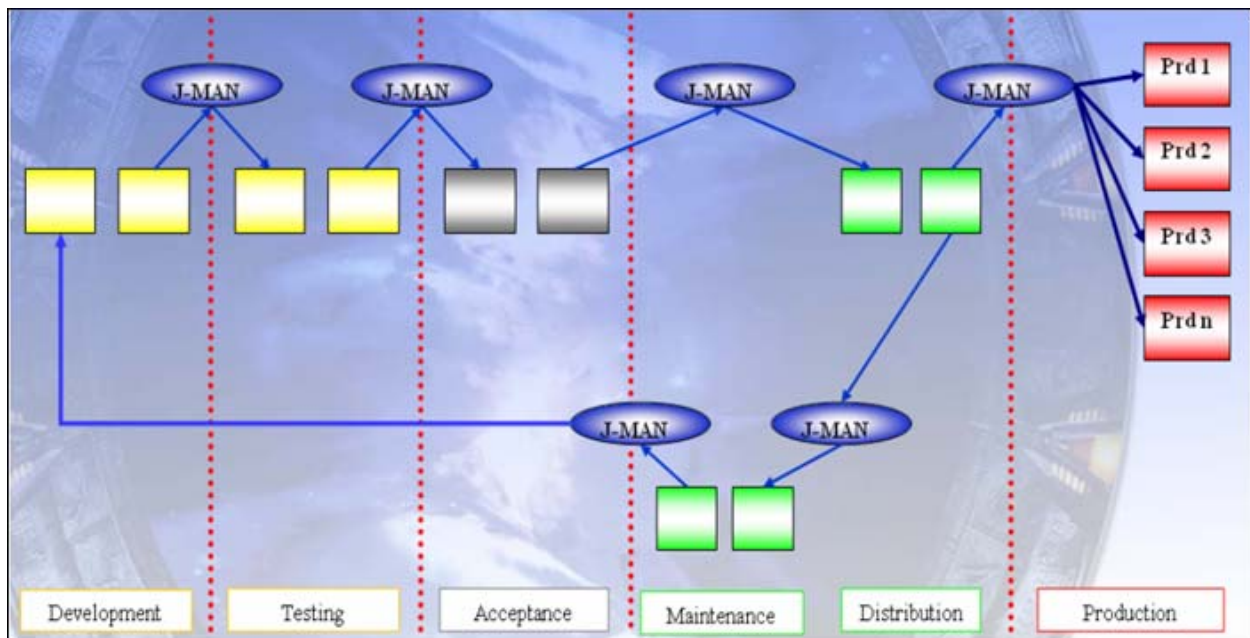 J-MAN
J-MAN
J-MAN
J-MAN
Prd 1
Prd 2
Prd 3
Prd n
J-MAN
J-MAN
Development
Testing
Acceptance
Maintenance
Distribution
Production